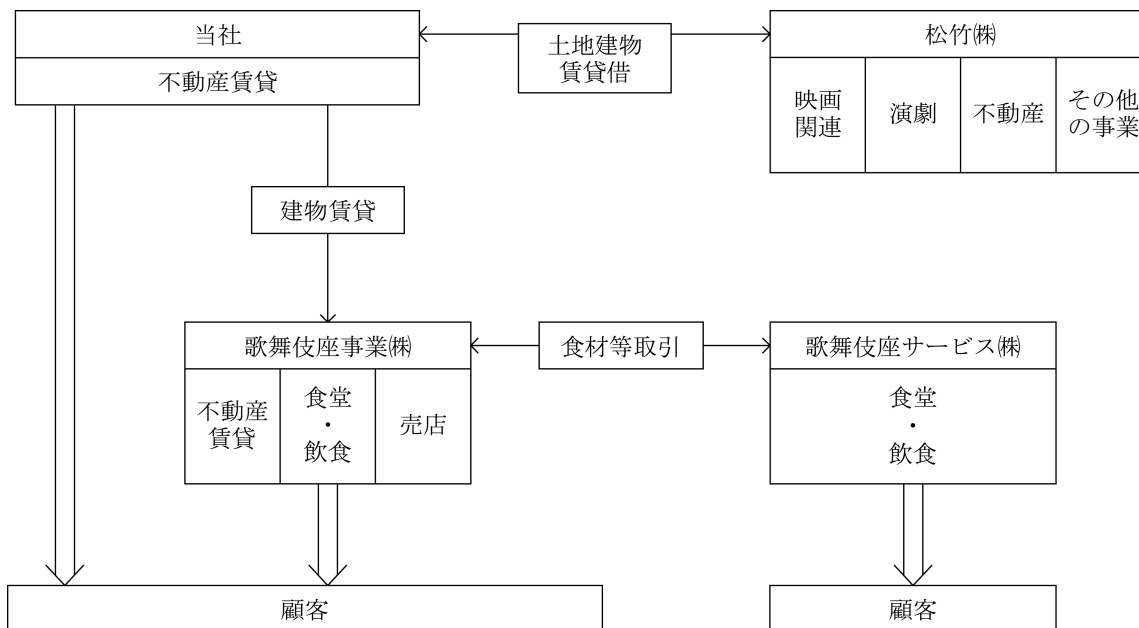 当社
不動産賃貸
土地建物
賃貸借
松竹㈱
映画
関連
演劇
不動産
その他
の事業
建物賃貸
歌舞伎座事業㈱
不動産
賃貸
食堂
・
飲食
売店
食材等取引
歌舞伎座サービス㈱
食堂
・
飲食
顧客
顧客